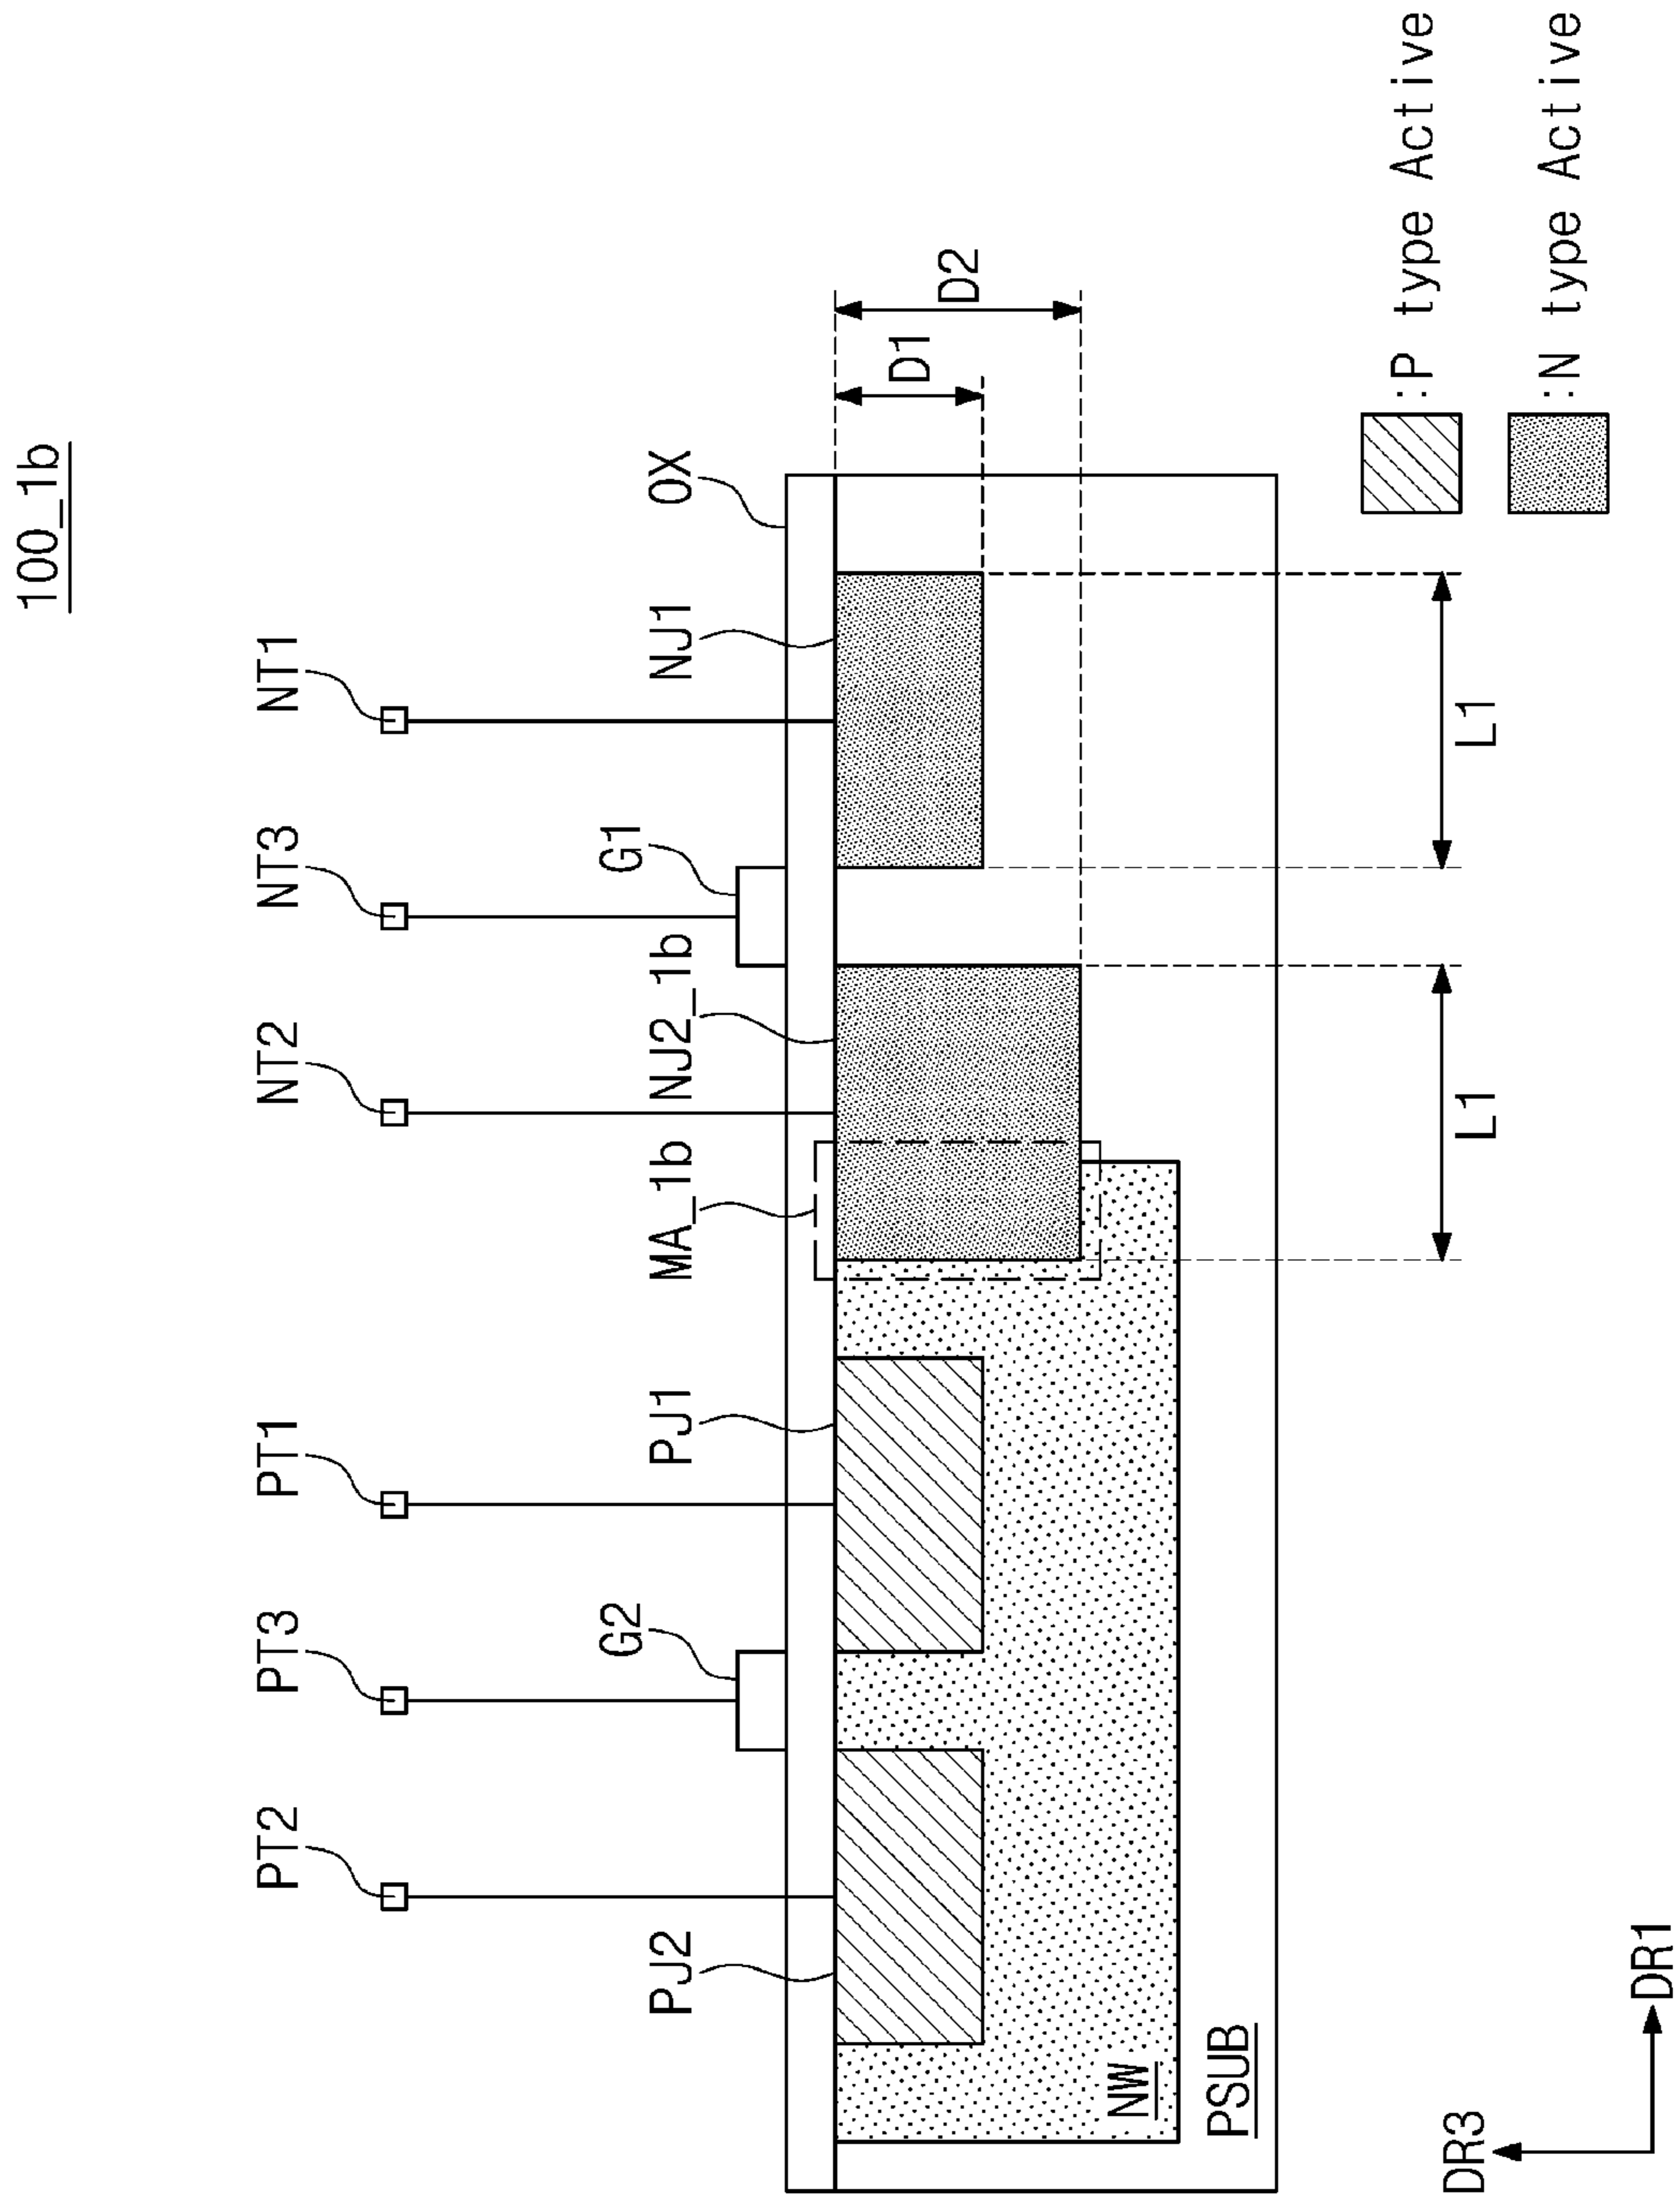 100_1b
PT2
PT3
PT1
NT2
NT3
NT1
G2
G1
PJ2
PJ1
MA_1b
NJ2_1b
NJ1
OX
D1
D2
NW
PSUB
L1
L1
:P type Active
:N type Active
DR3
DR1